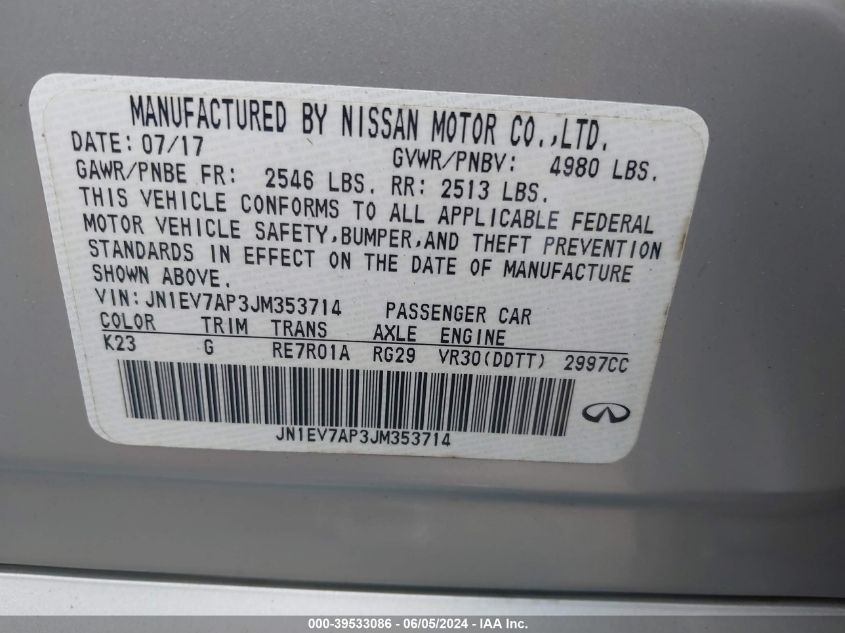 MANUFACTURED BY NISSAN MOTOR CO.,LTD.
DATE: 07/17 GVWR/PNBV: 4980 LBS.
GAWR/PNBE FR: 2546 LBS. RR: 2513 LBS.
THIS VEHICLE CONFORMS TO ALL APPLICABLE FEDERAL
MOTOR VEHICLE SAFETY,BUMPER,AND THEFT PREVENTION
STANDARDS IN EFFECT ON THE DATE OF MANUFACTURE
SHOWN ABOVE.
VIN:JN1EV7AP3JM353714 PASSENGER CAR
COLOR TRIM TRANS AXLE ENGINE
K23 G RE7R01A RG29 VR30(DDTT) 2997CC
JN1EV7AP3JM353714
000-39533086 - 06/05/2024 - IAA Inc.